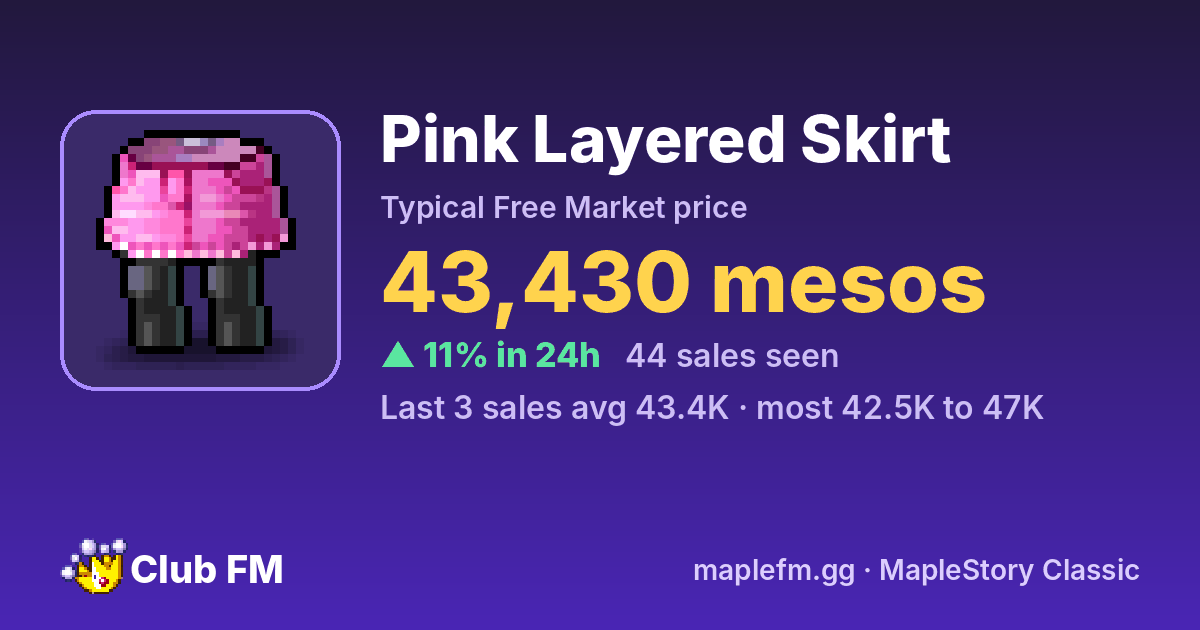 Pink Layered Skirt
Typical Free Market price
43,430 mesos
▲ 11% in 24h 44 sales seen
Last 3 sales avg 43.4K · most 42.5K to 47K
Club FM
maplefm.gg · MapleStory Classic